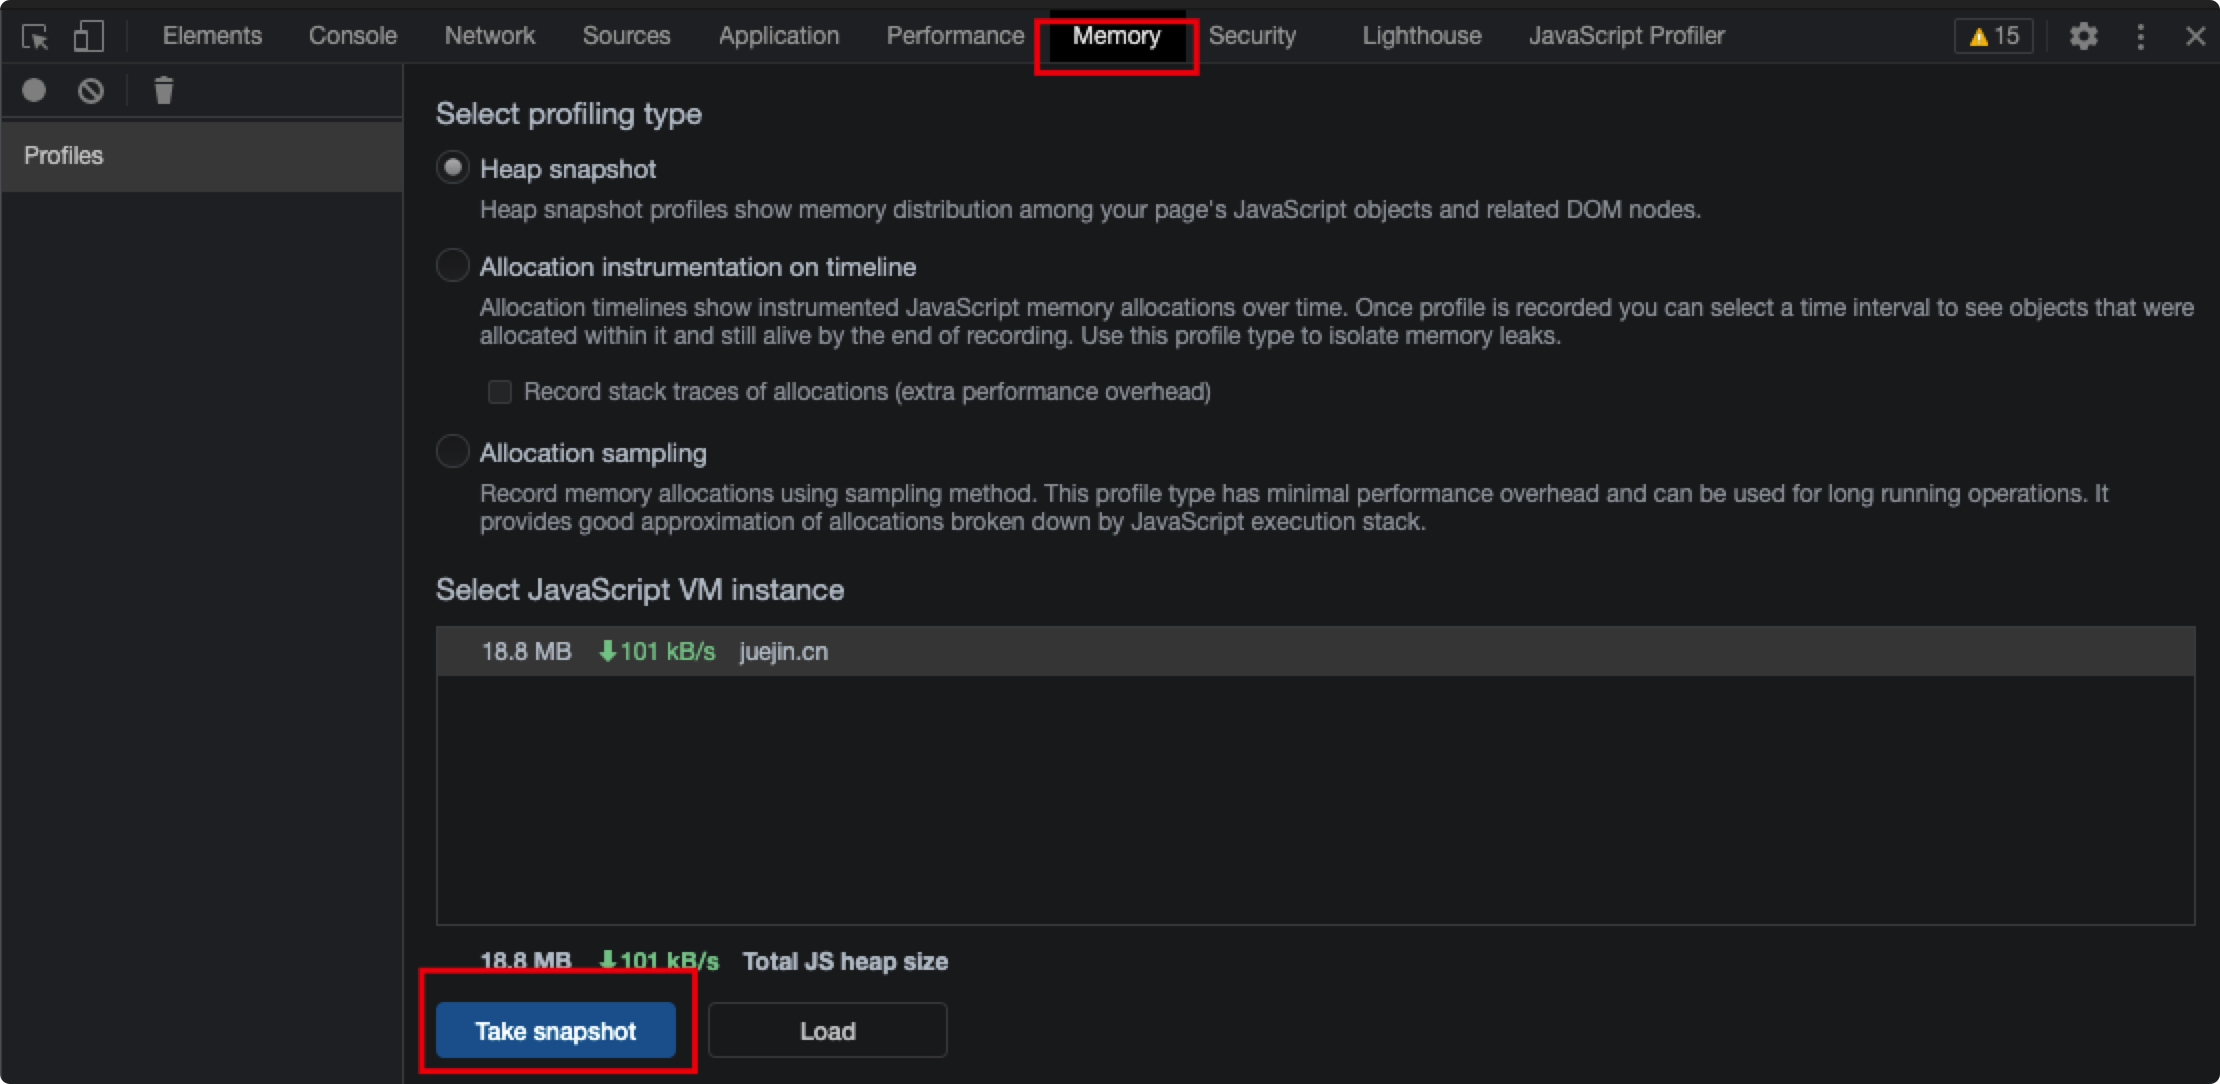 Elements Console Network Sources Application Performance Memory Security Lighthouse JavaScript Profiler 15
Profiles
Select profiling type
Heap snapshot
Heap snapshot profiles show memory distribution among your page's JavaScript objects and related DOM nodes.
Allocation instrumentation on timeline
Allocation timelines show instrumented JavaScript memory allocations over time. Once profile is recorded you can select a time interval to see objects that were
allocated within it and still alive by the end of recording. Use this profile type to isolate memory leaks.
Record stack traces of allocations (extra performance overhead)
Allocation sampling
Record memory allocations using sampling method. This profile type has minimal performance overhead and can be used for long running operations. It
provides good approximation of allocations broken down by JavaScript execution stack.
Select JavaScript VM instance
18.8 MB 101 kB/s juejin.cn
18.8 MB 101 kB/s Total JS heap size
Take snapshot Load